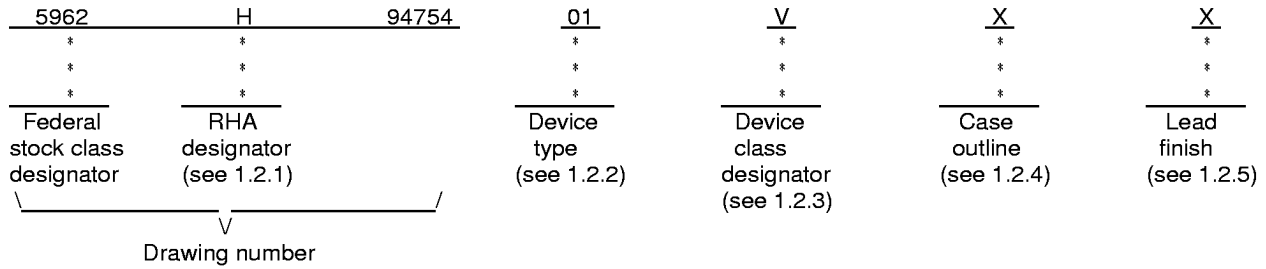 5962 H 94754 01 V X X
* * * * * *
* * * * * *
* * * * * *
Federal RHA Device Device Case Lead
stock class designator type class outline finish
designator (see 1.2.1) (see 1.2.2) designator (see 1.2.4) (see 1.2.5)
(see 1.2.3)
Drawing number